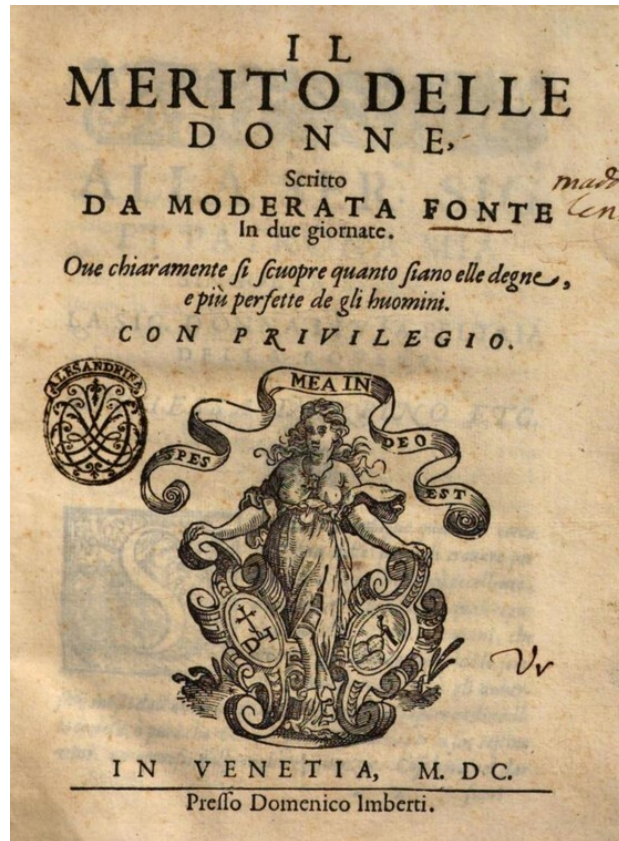 IL
MERITO DELLE
DONNE,
Scritto
DA MODERATA FONTE
In due giornate.
Oue chiaramente ſi ſcuopre quanto ſiano elle degne,
e più perfette de gli huomini.
CON PRIVILEGIO.
ALESANDRINA
SPES
MEA IN
DEO
EST
D I
IN VENETIA, M. DC.
Preſſo Domenico Imberti.